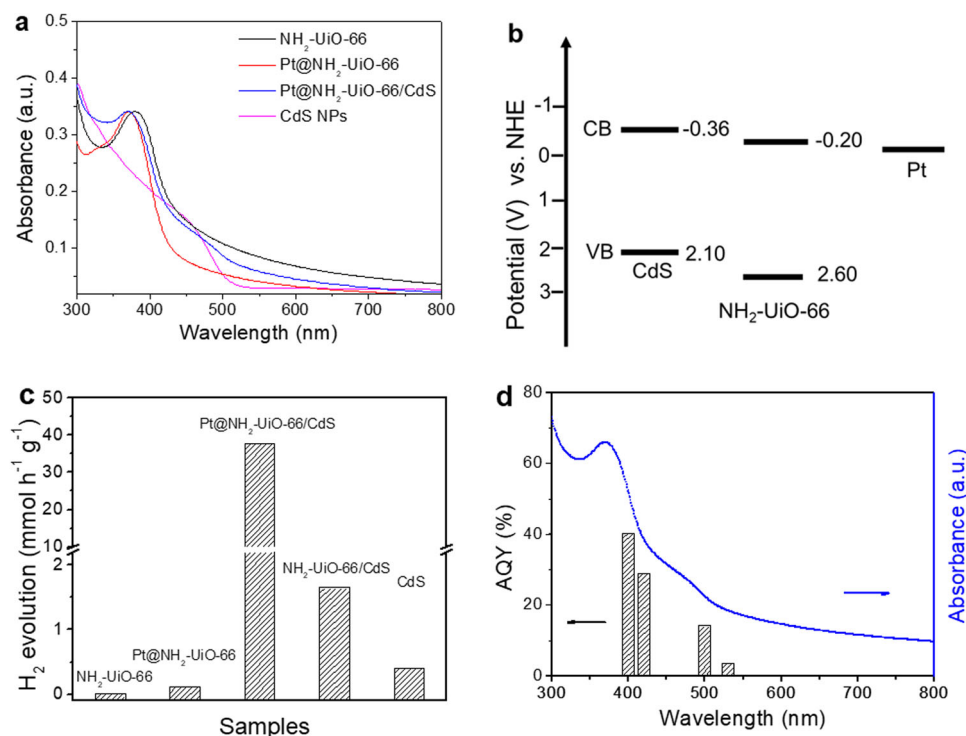 a
0.5
0.4
0.3
0.2
0.1
300 400 500 600 700 800
Absorbance (a.u.)
Wavelength (nm)
NH₂-UiO-66
Pt@NH₂-UiO-66
Pt@NH₂-UiO-66/CdS
CdS NPs
b
Potential (V) vs. NHE
-1
0
1
2
3
CB
-0.36
-0.20
Pt
VB
2.10
CdS
2.60
NH₂-UiO-66
c
H₂ evolution (mmol h⁻¹ g⁻¹)
50
40
30
20
10
2
1
0
Pt@NH₂-UiO-66/CdS
NH₂-UiO-66/CdS
CdS
Pt@NH₂-UiO-66
NH₂-UiO-66
Samples
d
AQY (%)
80
60
40
20
0
300 400 500 600 700 800
Wavelength (nm)
Absorbance (a.u.)